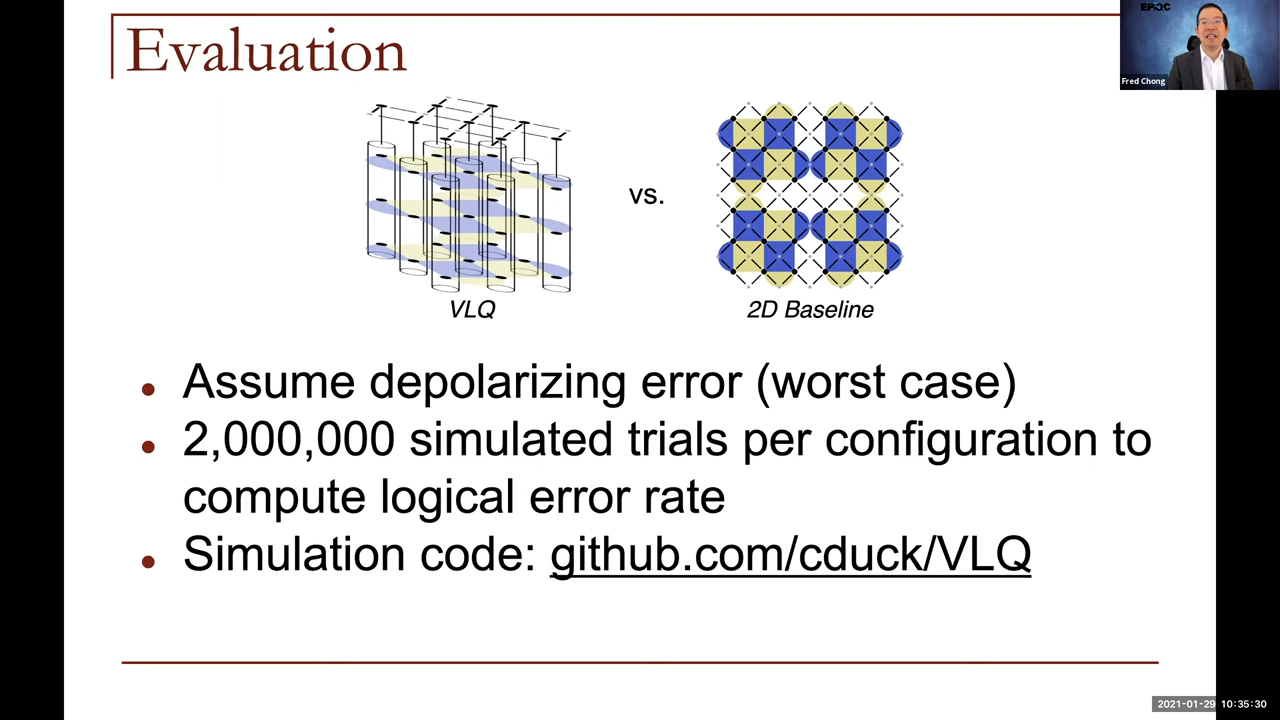 Evaluation
EPiQC
Fred Chong
vs.
VLQ
2D Baseline
• Assume depolarizing error (worst case)
• 2,000,000 simulated trials per configuration to
compute logical error rate
• Simulation code: github.com/cduck/VLQ
2021-01-29 10:35:30